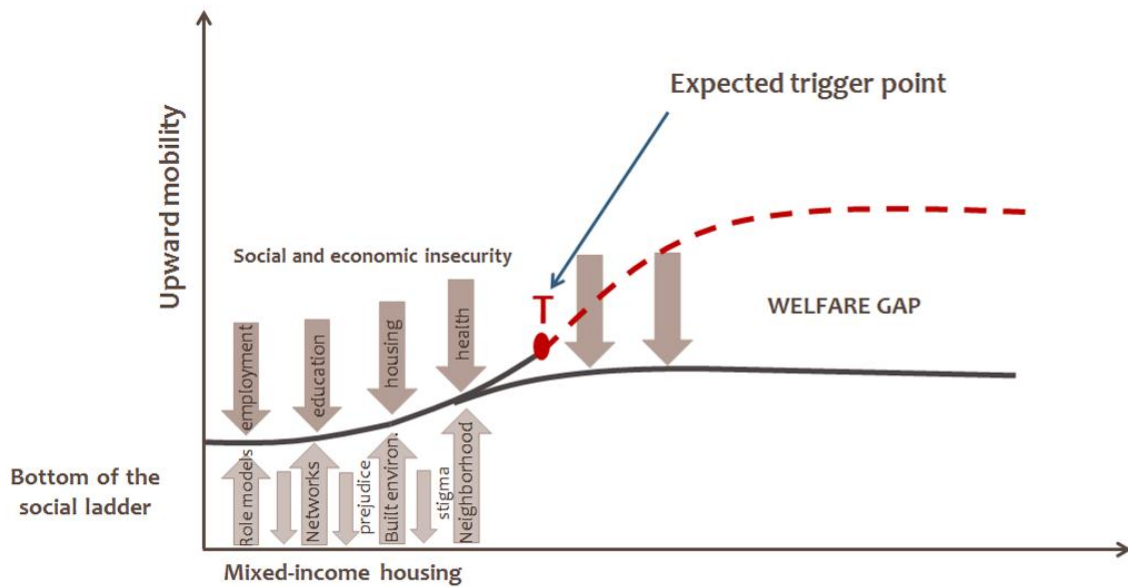 Expected trigger point
Upward mobility
Social and economic insecurity
T
WELFARE GAP
employment
education
housing
health
Bottom of the
social ladder
Role models
Networks
prejudice
Built environ.
stigma
Neighborhood
Mixed-income housing